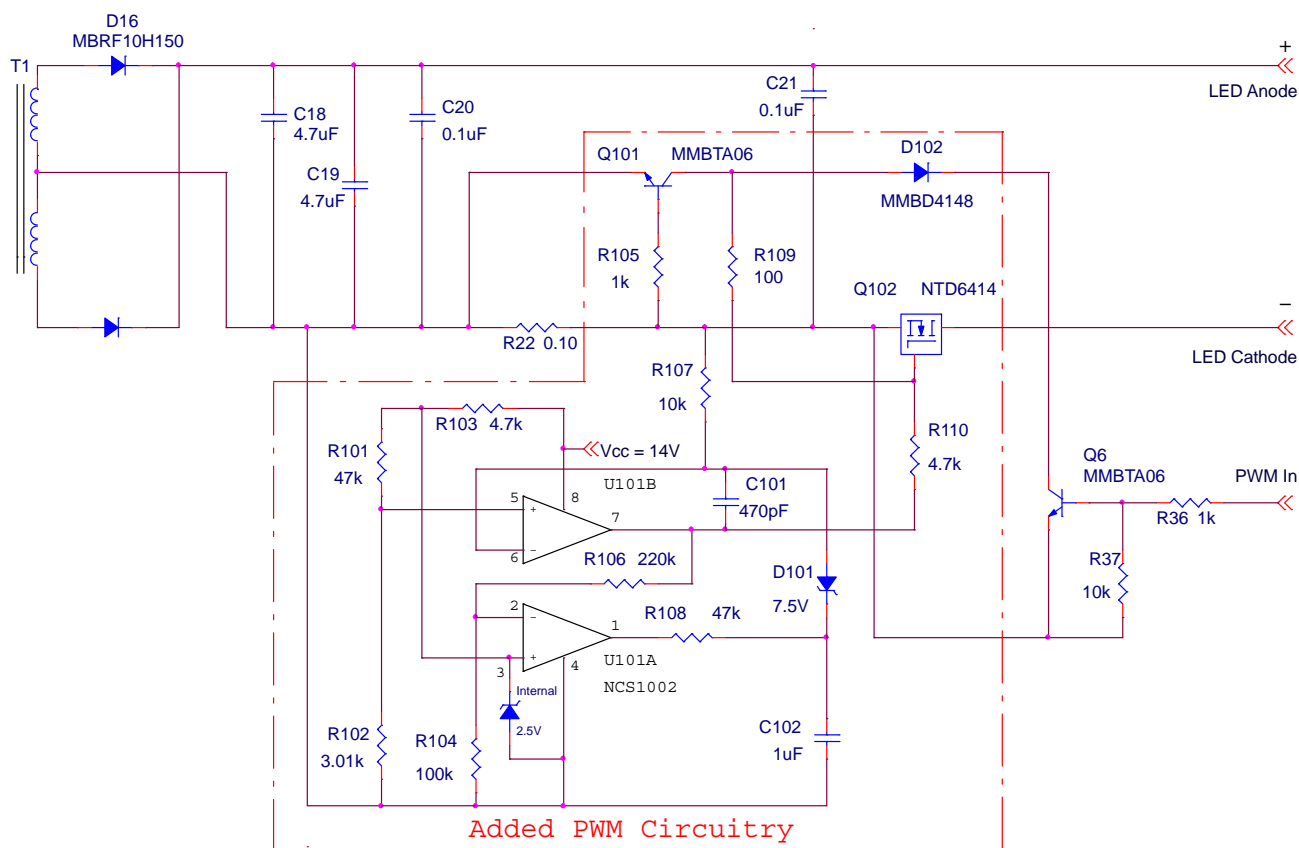 D16
MBRF10H150
T1
+
LED Anode
C18
4.7uF
C20
0.1uF
C21
0.1uF
C19
4.7uF
Q101 MMBTA06
D102
MMBD4148
R105
1k
R109
100
Q102 NTD6414
−
LED Cathode
R22 0.10
R107
10k
R103 4.7k
R101
47k
Vcc = 14V
R110
4.7k
Q6
MMBTA06
PWM In
U101B
C101
470pF
5
+
8
7
6
−
R36 1k
R106 220k
D101
7.5V
R37
10k
2
−
1
R108 47k
+
3
4
U101A
NCS1002
Internal
2.5V
R102
3.01k
R104
100k
C102
1uF
Added PWM Circuitry